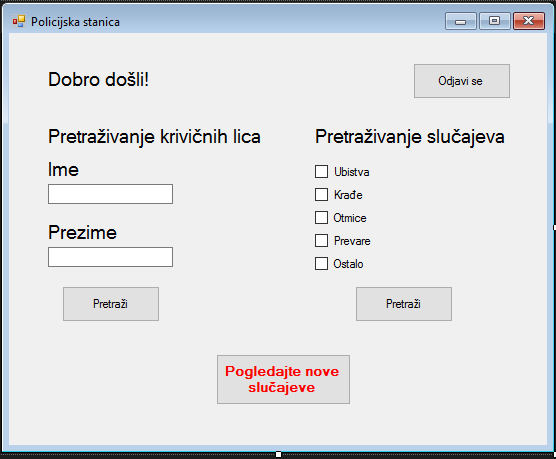 Policijska stanica
Dobro došli!
Odjavi se
Pretraživanje krivičnih lica
Ime
Prezime
Pretraži
Pretraživanje slučajeva
Ubistva
Krađe
Otmice
Prevare
Ostalo
Pretraži
Pogledajte nove
slučajeve